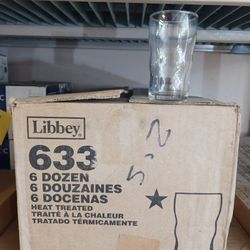 Libbey
633
6 DOZEN
6 DOUZAINES
6 DOCENAS
HEAT TREATED
TRAITÉ À LA CHALEUR
TRATADO TÉRMICAMENTE